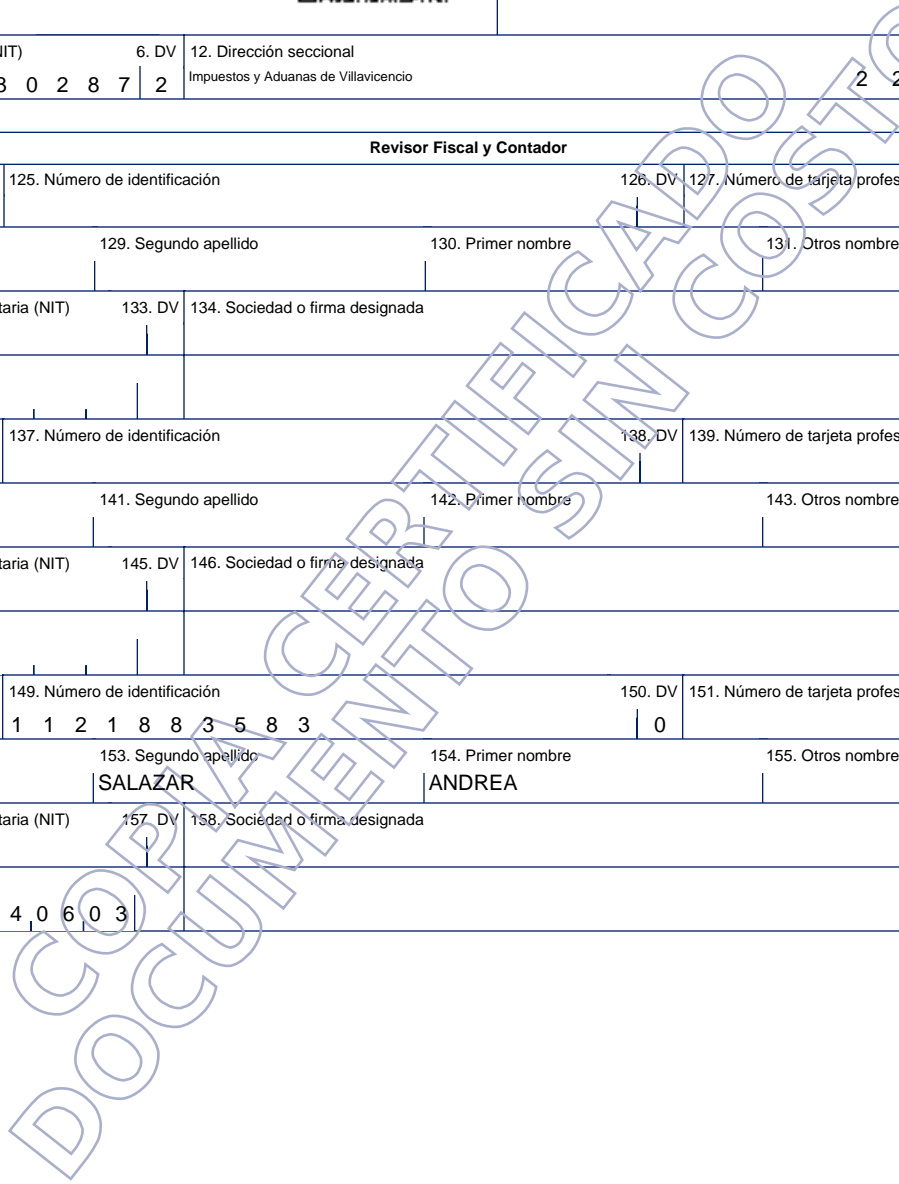 NIT) 6. DV 12. Dirección seccional
3 0 2 8 7 2 Impuestos y Aduanas de Villavicencio 2 2
Revisor Fiscal y Contador
125. Número de identificación 126. DV 127. Número de tarjeta profes
129. Segundo apellido 130. Primer nombre 131. Otros nombre
taria (NIT) 133. DV 134. Sociedad o firma designada
137. Número de identificación 138. DV 139. Número de tarjeta profes
141. Segundo apellido 142. Primer nombre 143. Otros nombre
taria (NIT) 145. DV 146. Sociedad o firma designada
149. Número de identificación 150. DV 151. Número de tarjeta profes
1 1 2 1 8 8 3 5 8 3 0
153. Segundo apellido 154. Primer nombre 155. Otros nombre
SALAZAR ANDREA
taria (NIT) 157. DV 158. Sociedad o firma designada
4 0 6 0 3
COPIA CERTIFICADO
DOCUMENTO SIN COSTO